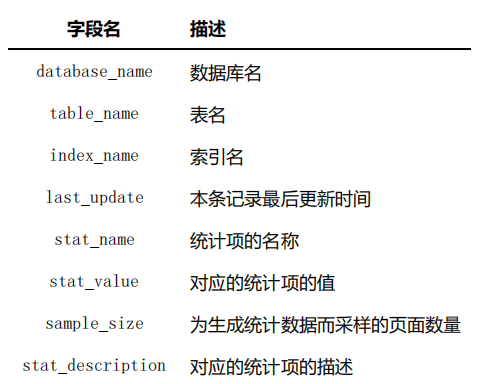 字段名 描述
database_name 数据库名
table_name 表名
index_name 索引名
last_update 本条记录最后更新时间
stat_name 统计项的名称
stat_value 对应的统计项的值
sample_size 为生成统计数据而采样的页面数量
stat_description 对应的统计项的描述